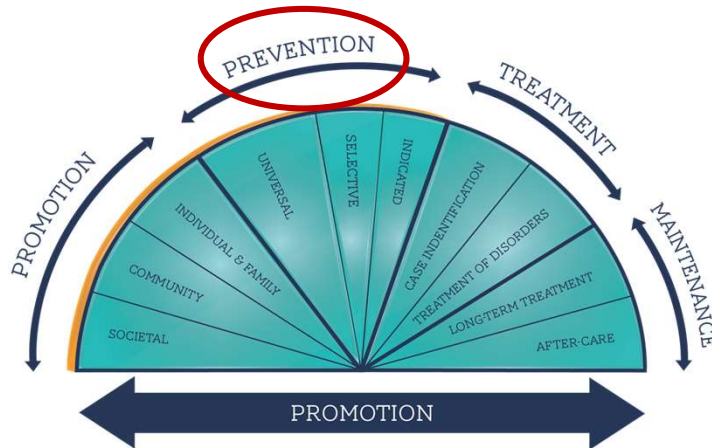 PREVENTION
TREATMENT
PROMOTION
MAINTENANCE
SOCIETAL
COMMUNITY
INDIVIDUAL & FAMILY
UNIVERSAL
SELECTIVE
INDICATED
CASE INDENTIFICATION
TREATMENT OF DISORDERS
LONG-TERM TREATMENT
AFTER-CARE
PROMOTION